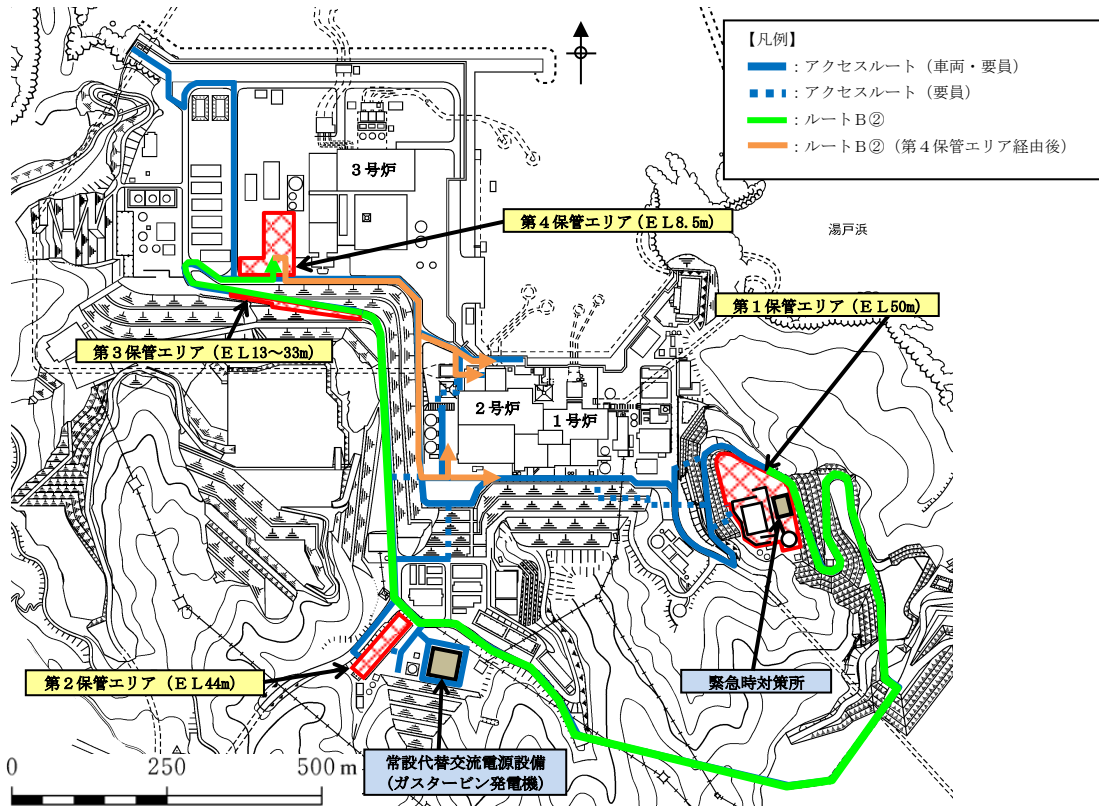 【凡例】
：アクセスルート（車両・要員）
：アクセスルート（要員）
：ルートＢ②
：ルートＢ②（第４保管エリア経由後）
３号炉
第４保管エリア（ＥＬ8.5m）
湯戸浜
第１保管エリア（ＥＬ50m）
第３保管エリア（ＥＬ13～33m）
２号炉
１号炉
第２保管エリア（ＥＬ44m）
緊急時対策所
常設代替交流電源設備
（ガスタービン発電機）
0 250 500 m